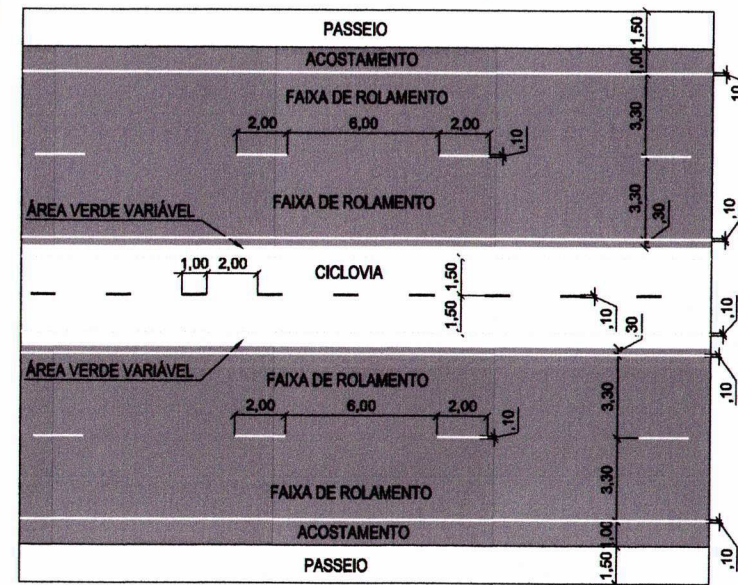 PASSEIO
1,50
ACOSTAMENTO
1,00
,10
FAIXA DE ROLAMENTO
3,30
2,00 6,00 2,00
,10
FAIXA DE ROLAMENTO
3,30
,30
,10
ÁREA VERDE VARIÁVEL
1,00 2,00
CICLOVIA
1,50
1,50
,10
,30
,10
ÁREA VERDE VARIÁVEL
FAIXA DE ROLAMENTO
,10
3,30
2,00 6,00 2,00
,10
FAIXA DE ROLAMENTO
3,30
ACOSTAMENTO
1,00
,10
PASSEIO
1,50